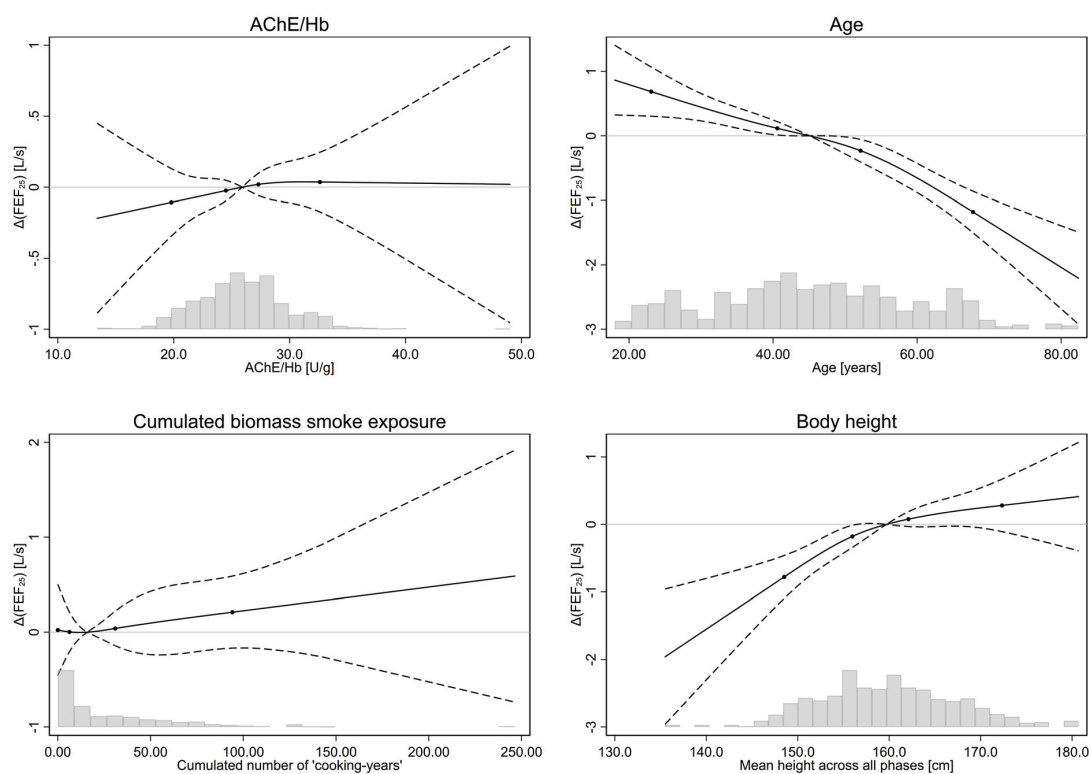 AChE/Hb
1
.5
0
-.5
-1
Δ(FEF₂₅) [L/s]
10.0 20.0 30.0 40.0 50.0
AChE/Hb [U/g]
Age
1
0
-1
-2
-3
Δ(FEF₂₅) [L/s]
20.00 40.00 60.00 80.00
Age [years]
Cumulated biomass smoke exposure
2
1
0
-1
Δ(FEF₂₅) [L/s]
0.00 50.00 100.00 150.00 200.00 250.00
Cumulated number of 'cooking-years'
Body height
1
0
-1
-2
-3
Δ(FEF₂₅) [L/s]
130.0 140.0 150.0 160.0 170.0 180.0
Mean height across all phases [cm]